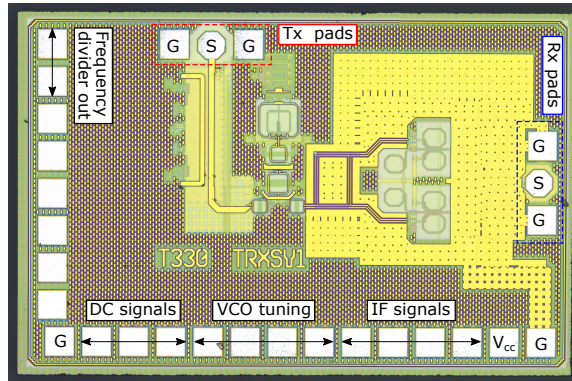 G S G Tx pads
Frequency
divider out
Rx pads
G
S
G
T330 TRXSY1
DC signals VCO tuning IF signals
G Vcc G